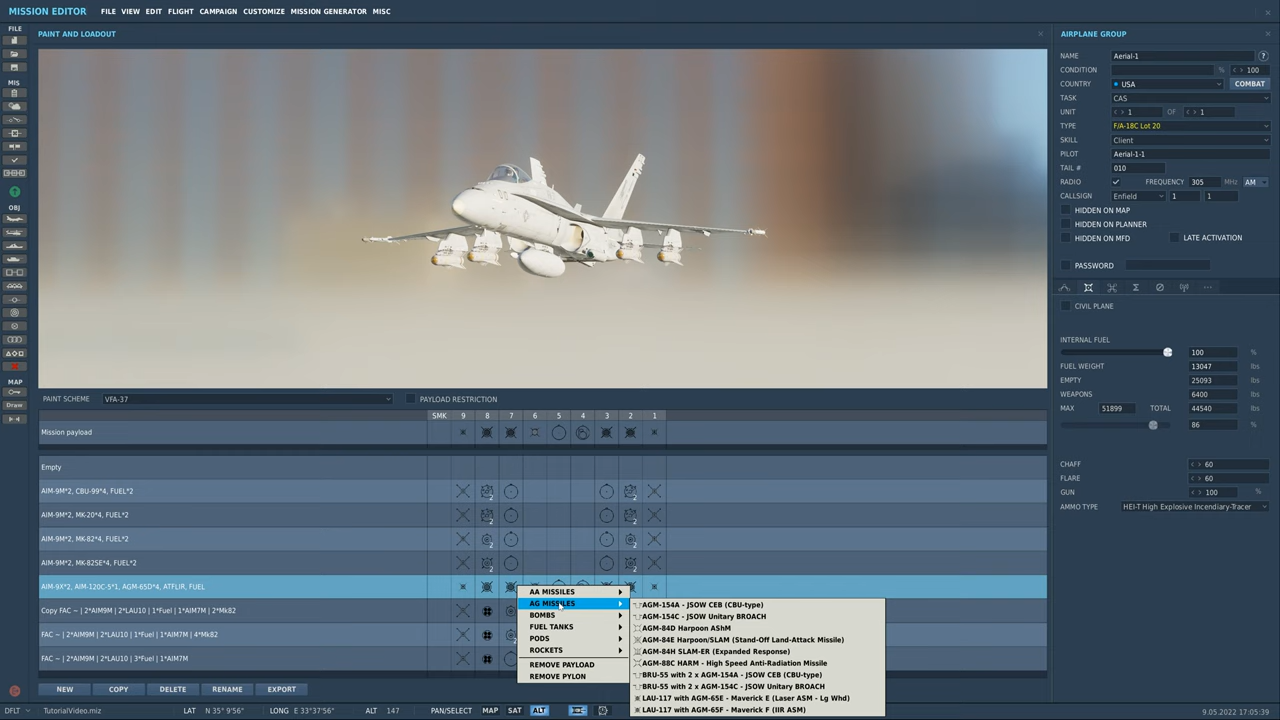 MISSION EDITOR FILE VIEW EDIT FLIGHT CAMPAIGN CUSTOMIZE MISSION GENERATOR MISC
FILE
MIS
OBJ
MAP
Draw
PAINT AND LOADOUT
PAINT SCHEME VFA-37 PAYLOAD RESTRICTION
SMK 9 8 7 6 5 4 3 2 1
Mission payload
Empty
AIM-9M*2, CBU-99*4, FUEL*2 2 2
AIM-9M*2, MK-20*4, FUEL*2 2 2
AIM-9M*2, MK-82*4, FUEL*2 2 2
AIM-9M*2, MK-82SE*4, FUEL*2 2 2
AIM-9X*2, AIM-120C-5*1, AGM-65D*4, ATFLIR, FUEL
Copy FAC ~ | 2*AIM9M | 2*LAU10 | 1*Fuel | 1*AIM7M | 2*Mk82
FAC ~ | 2*AIM9M | 2*LAU10 | 1*Fuel | 1*AIM7M | 4*Mk82
FAC ~ | 2*AIM9M | 2*LAU10 | 3*Fuel | 1*AIM7M
AA MISSILES
AG MISSILES
BOMBS
FUEL TANKS
PODS
ROCKETS
REMOVE PAYLOAD
REMOVE PYLON
AGM-154A - JSOW CEB (CBU-type)
AGM-154C - JSOW Unitary BROACH
AGM-84D Harpoon AShM
AGM-84E Harpoon/SLAM (Stand-Off Land-Attack Missile)
AGM-84H SLAM-ER (Expanded Response)
AGM-88C HARM - High Speed Anti-Radiation Missile
BRU-55 with 2 x AGM-154A - JSOW CEB (CBU-type)
BRU-55 with 2 x AGM-154C - JSOW Unitary BROACH
LAU-117 with AGM-65E - Maverick E (Laser ASM - Lg Whd)
LAU-117 with AGM-65F - Maverick F (IIR ASM)
NEW COPY DELETE RENAME EXPORT
AIRPLANE GROUP
NAME Aerial-1 ?
CONDITION % < > 100
COUNTRY USA COMBAT
TASK CAS
UNIT < > 1 OF < > 1
TYPE F/A-18C Lot 20
SKILL Client
PILOT Aerial-1-1
TAIL # 010
RADIO FREQUENCY 305 MHz AM
CALLSIGN Enfield 1 1
HIDDEN ON MAP
HIDDEN ON PLANNER
HIDDEN ON MFD LATE ACTIVATION
PASSWORD
CIVIL PLANE
INTERNAL FUEL
100 %
FUEL WEIGHT 13047 lbs
EMPTY 25093 lbs
WEAPONS 6400 lbs
MAX 51899 TOTAL 44540 lbs
86 %
CHAFF < > 60
FLARE < > 60
GUN < > 100 %
AMMO TYPE HEI-T High Explosive Incendiary-Tracer
DFLT TutorialVideo.miz LAT N 35° 9'56" LONG E 33°37'56" ALT 147 PAN/SELECT MAP SAT ALT 9.05.2022 17:05:39